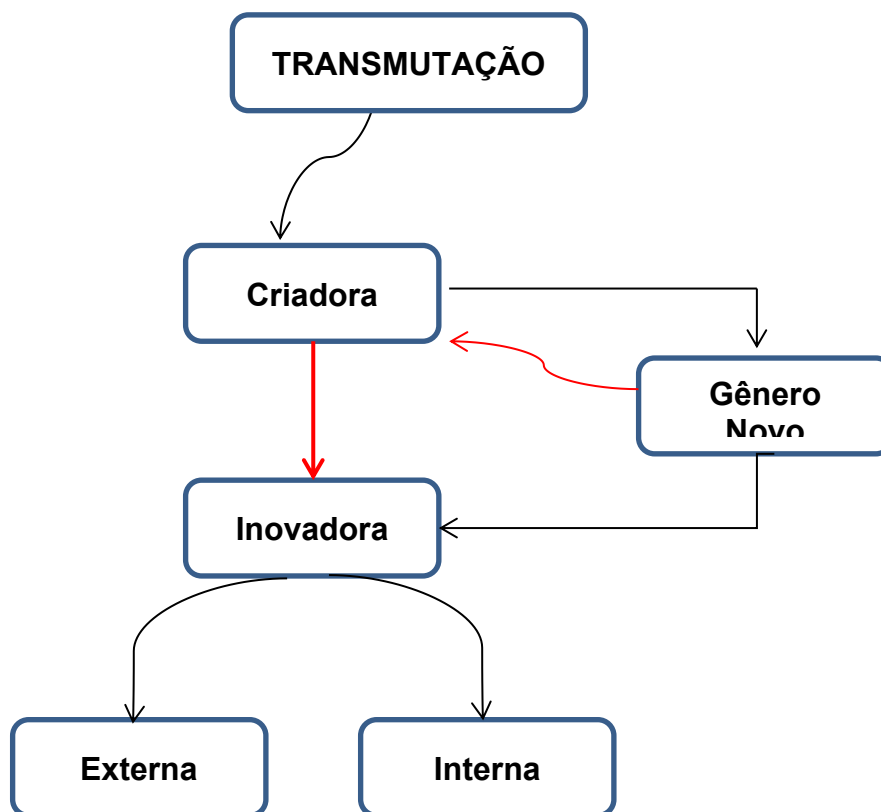 TRANSMUTAÇÃO
Criadora
Gênero
Novo
Inovadora
Externa
Interna